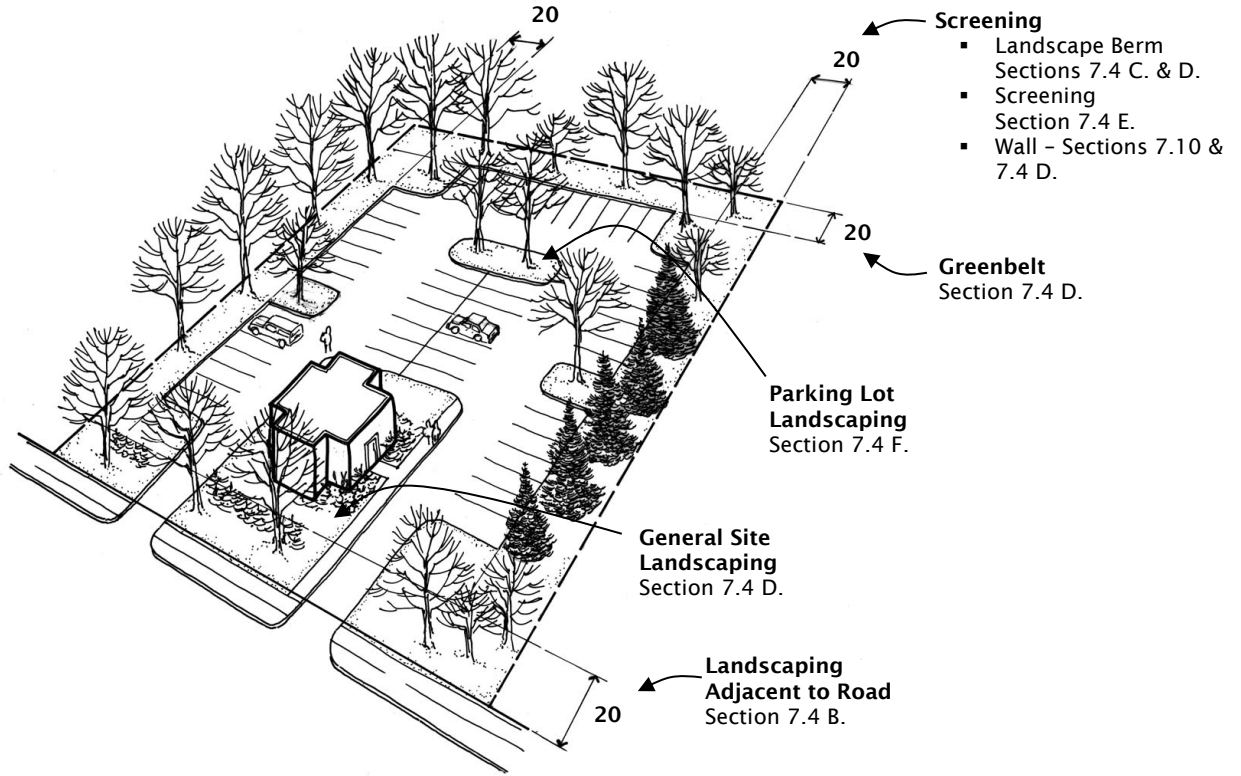 20
Screening
20
▪ Landscape Berm
Sections 7.4 C. & D.
▪ Screening
Section 7.4 E.
▪ Wall – Sections 7.10 &
7.4 D.
20
Greenbelt
Section 7.4 D.
Parking Lot
Landscaping
Section 7.4 F.
General Site
Landscaping
Section 7.4 D.
Landscaping
Adjacent to Road
Section 7.4 B.
20